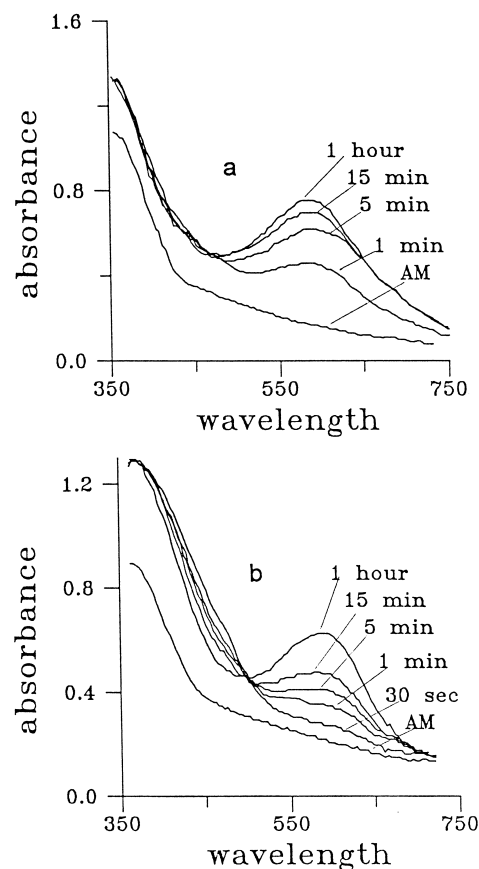 1.6
a
1 hour
15 min
0.8
5 min
1 min
AM
absorbance
0.0
350
550
750
wavelength
1.2
b
1 hour
15 min
0.8
5 min
1 min
0.4
30 sec
AM
absorbance
0.0
350
550
750
wavelength